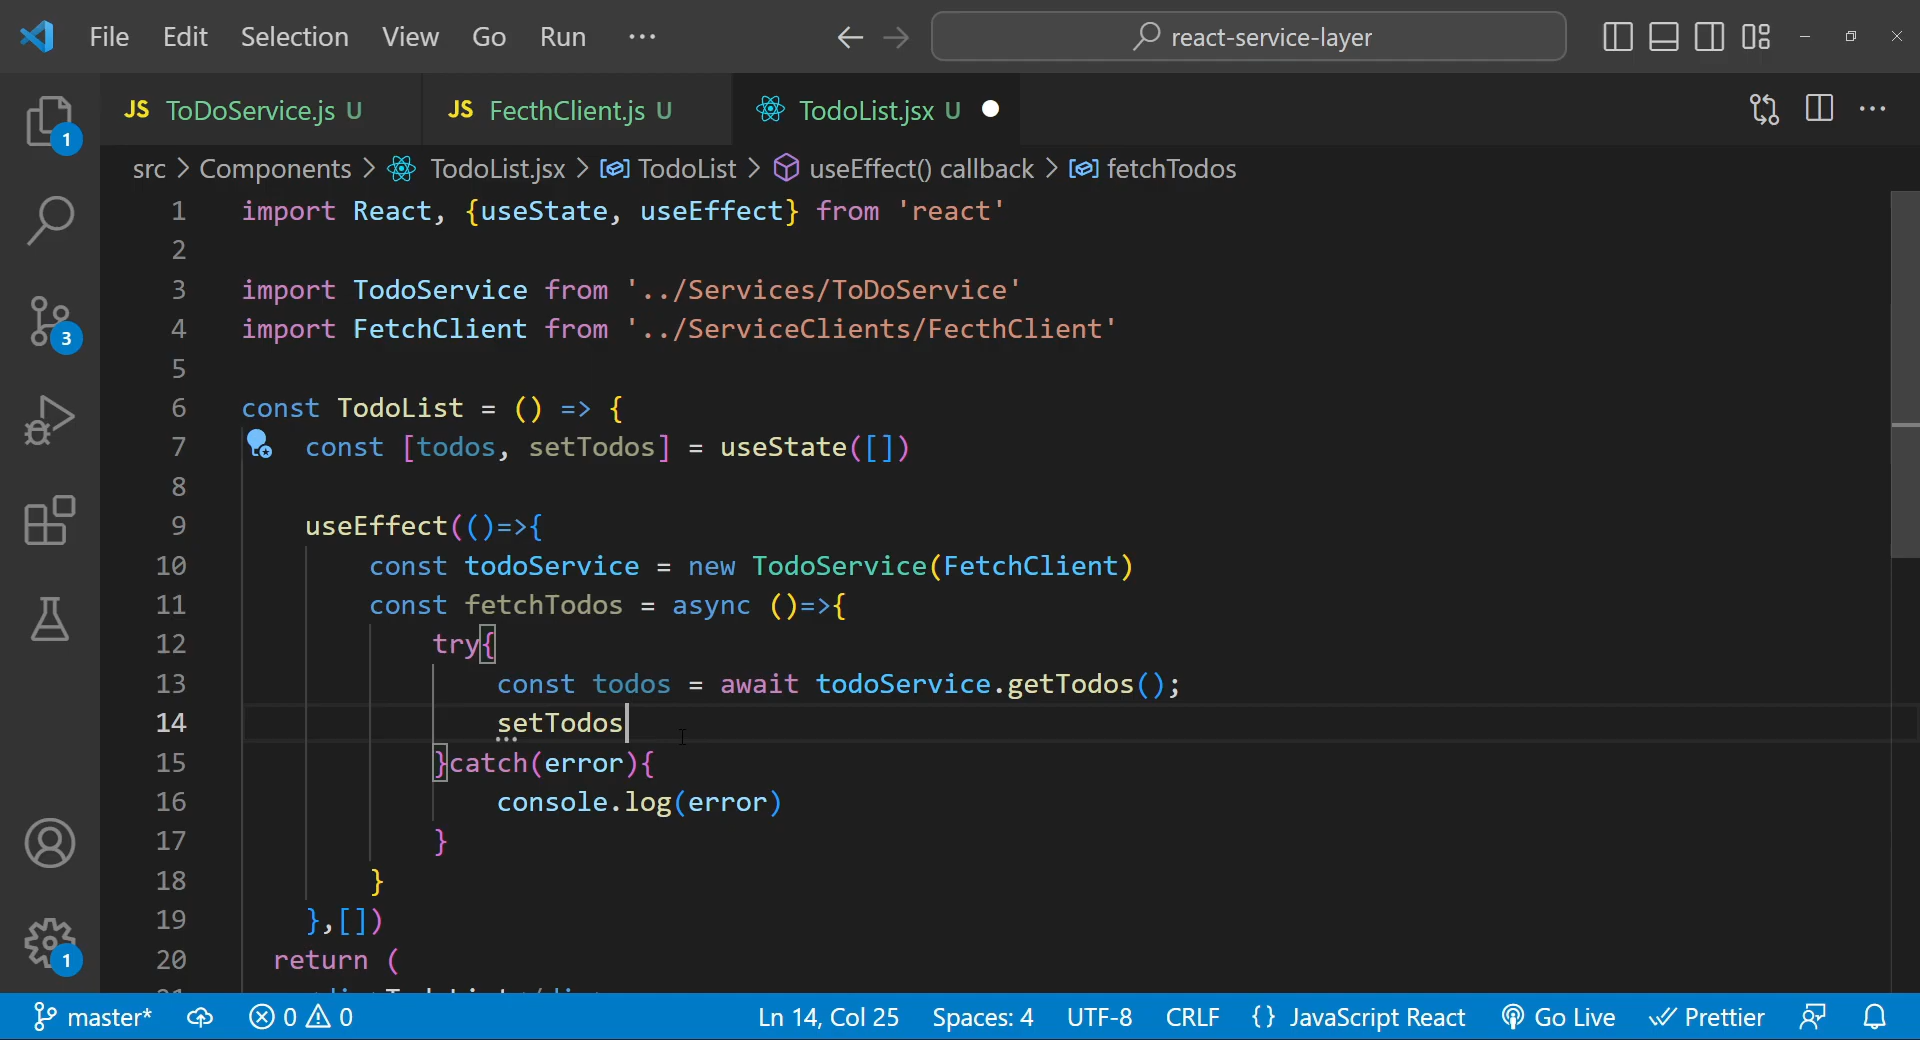 File Edit Selection View Go Run ··· react-service-layer
JS ToDoService.js U JS FecthClient.js U TodoList.jsx U
src > Components > TodoList.jsx > TodoList > useEffect() callback > fetchTodos
1 import React, {useState, useEffect} from 'react'
2
3 import TodoService from '../Services/ToDoService'
4 import FetchClient from '../ServiceClients/FecthClient'
5
6 const TodoList = () => {
7 const [todos, setTodos] = useState([])
8
9 useEffect(()=>{
10 const todoService = new TodoService(FetchClient)
11 const fetchTodos = async ()=>{
12 try{
13 const todos = await todoService.getTodos();
14 setTodos
15 }catch(error){
16 console.log(error)
17 }
18 }
19 },[])
20 return (
1
3
1
master* 0 0 Ln 14, Col 25 Spaces: 4 UTF-8 CRLF {} JavaScript React Go Live Prettier